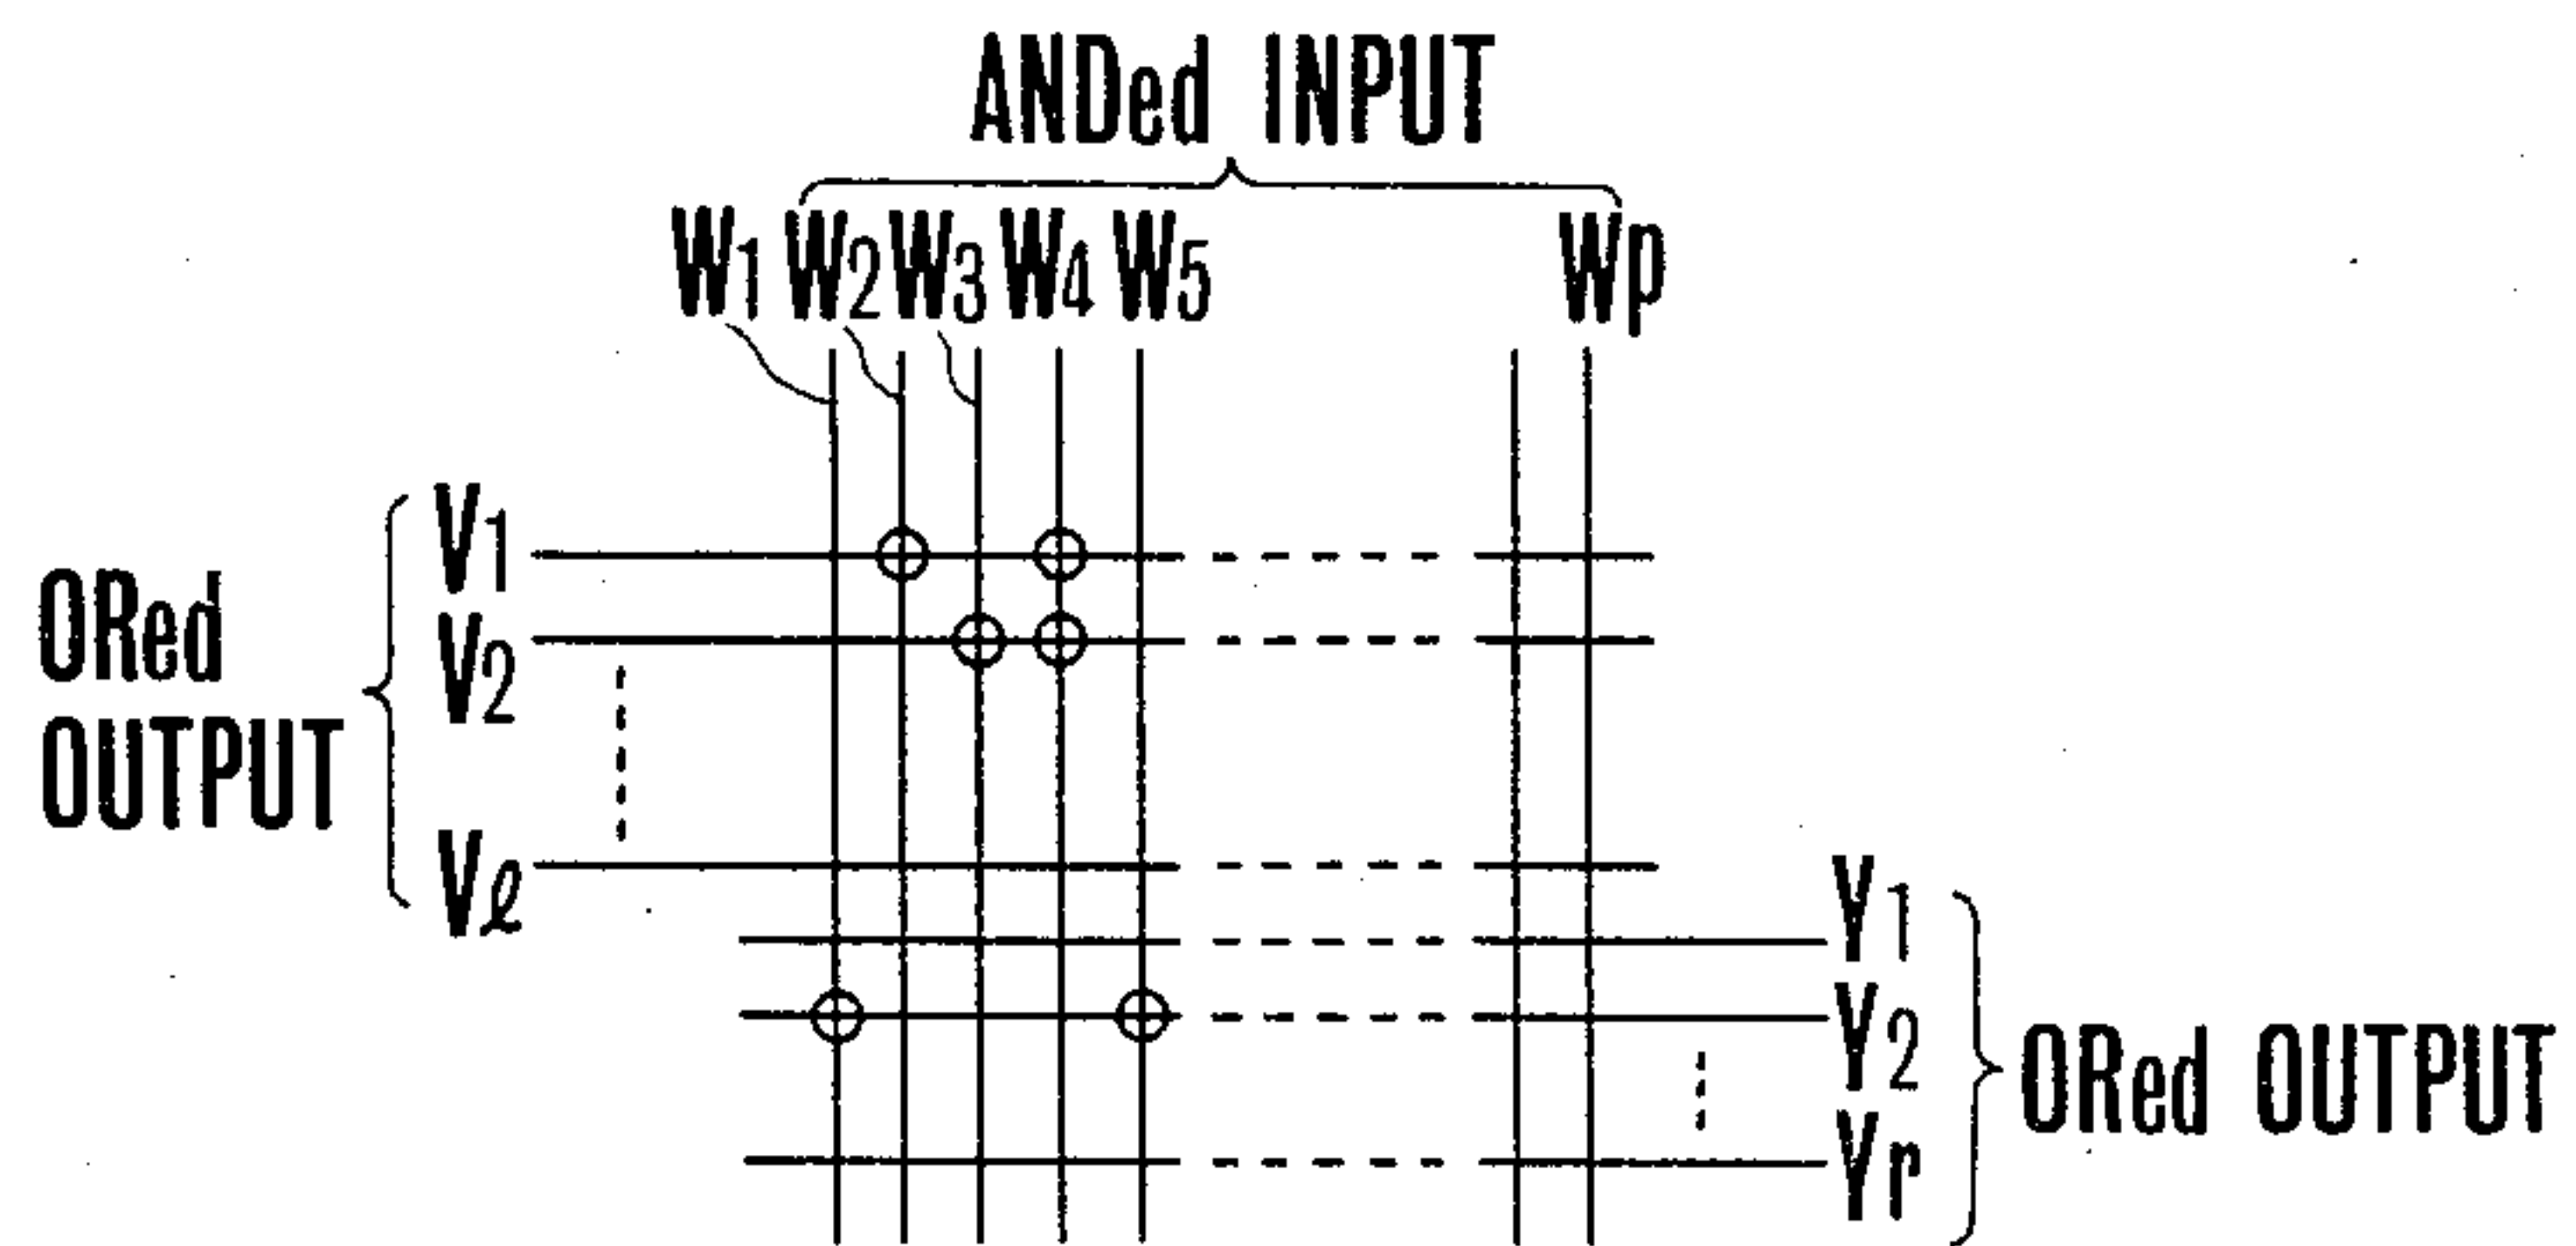 ANDed INPUT
W1 W2 W3 W4 W5 Wp
V1
ORed
V2
OUTPUT
Vℓ
Y1
Y2
ORed OUTPUT
Yr